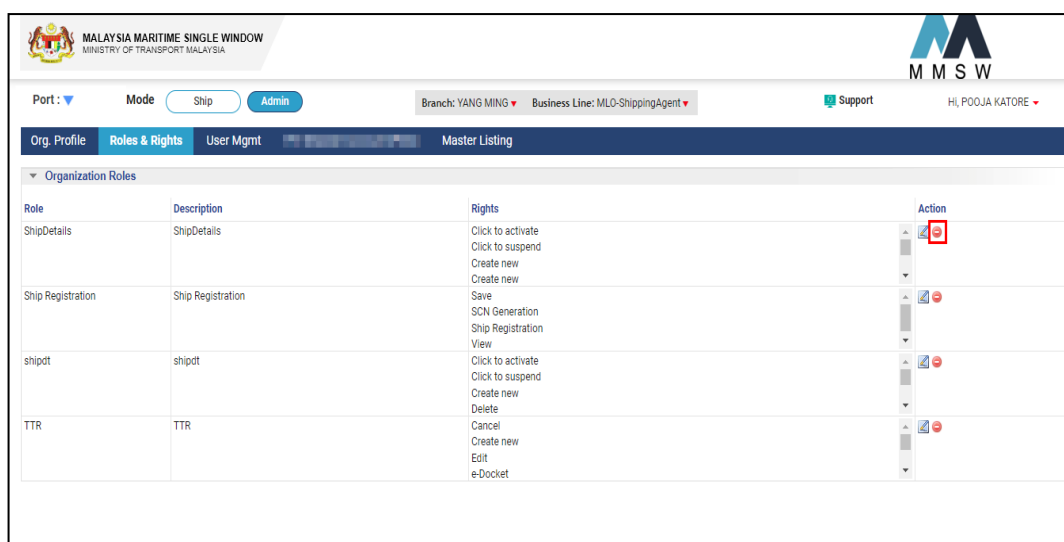 MALAYSIA MARITIME SINGLE WINDOW
MINISTRY OF TRANSPORT MALAYSIA
M M S W
Port : Mode Ship Admin Branch: YANG MING Business Line: MLO-ShippingAgent Support Hi, POOJA KATORE
Org. Profile Roles & Rights User Mgmt Master Listing
Organization Roles
Role Description Rights Action
ShipDetails ShipDetails Click to activate
Click to suspend
Create new
Create new
Ship Registration Ship Registration Save
SCN Generation
Ship Registration
View
shipdt shipdt Click to activate
Click to suspend
Create new
Delete
TTR TTR Cancel
Create new
Edit
e-Docket